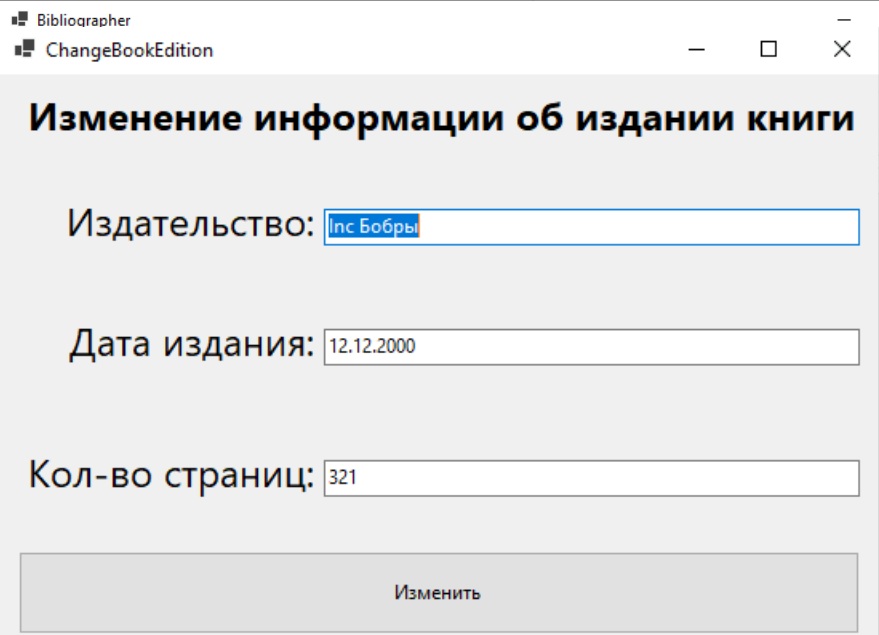 Bibliographer
ChangeBookEdition
Изменение информации об издании книги
Издательство: Inc Бобры
Дата издания: 12.12.2000
Кол-во страниц: 321
Изменить